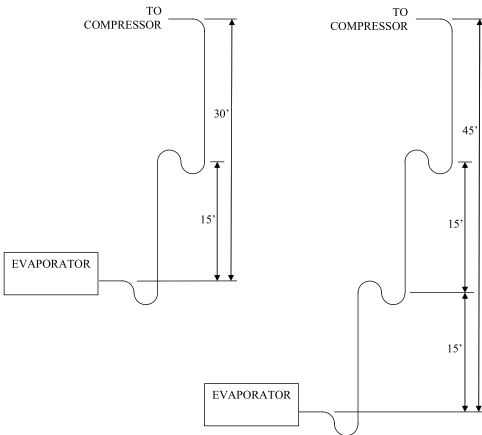 TO
COMPRESSOR
30’
15’
EVAPORATOR
TO
COMPRESSOR
45’
15’
15’
EVAPORATOR